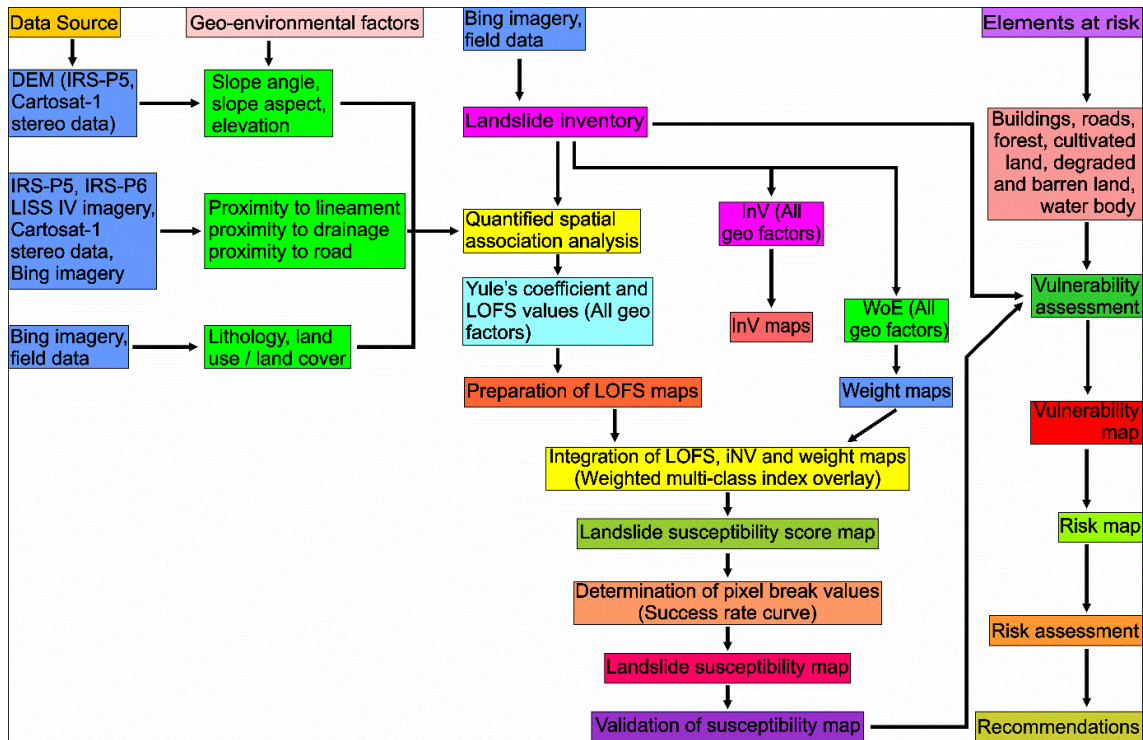 Data Source
DEM (IRS-P5,
Cartosat-1
stereo data)
IRS-P5, IRS-P6
LISS IV imagery,
Cartosat-1
stereo data,
Bing imagery
Bing imagery,
field data
Geo-environmental factors
Slope angle,
slope aspect,
elevation
Proximity to lineament
proximity to drainage
proximity to road
Lithology, land
use / land cover
Bing imagery,
field data
Landslide inventory
Quantified spatial
association analysis
Yule's coefficient and
LOFS values (All geo
factors)
Preparation of LOFS maps
InV (All
geo factors)
InV maps
WoE (All
geo factors)
Weight maps
Integration of LOFS, iNV and weight maps
(Weighted multi-class index overlay)
Landslide susceptibility score map
Determination of pixel break values
(Success rate curve)
Landslide susceptibility map
Validation of susceptibility map
Elements at risk
Buildings, roads,
forest, cultivated
land, degraded
and barren land,
water body
Vulnerability
assessment
Vulnerability
map
Risk map
Risk assessment
Recommendations